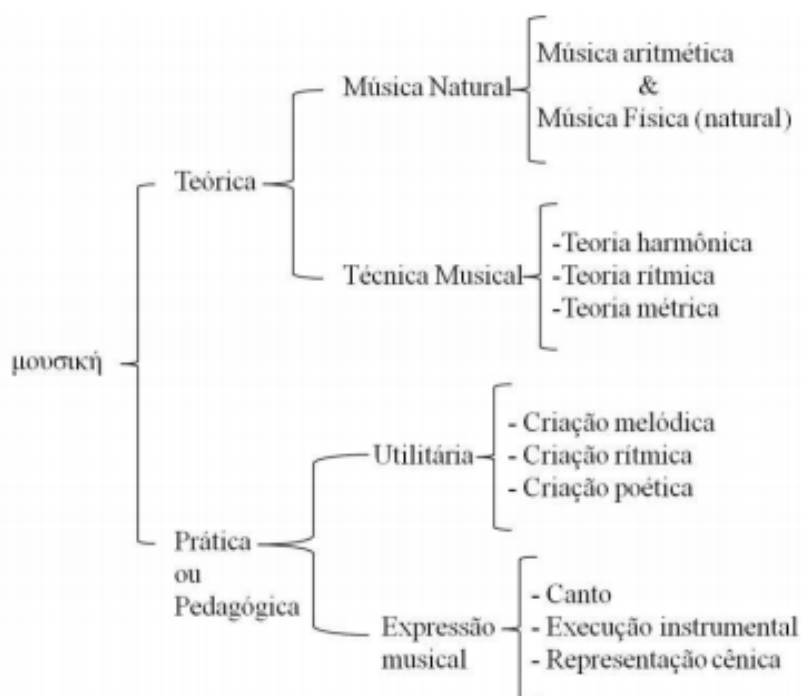 μουσική
Teórica
Música Natural
Música aritmética
&
Música Física (natural)
Técnica Musical
-Teoria harmônica
-Teoria rítmica
-Teoria métrica
Prática
ou
Pedagógica
Utilitária
- Criação melódica
- Criação rítmica
- Criação poética
Expressão
musical
- Canto
- Execução instrumental
- Representação cênica